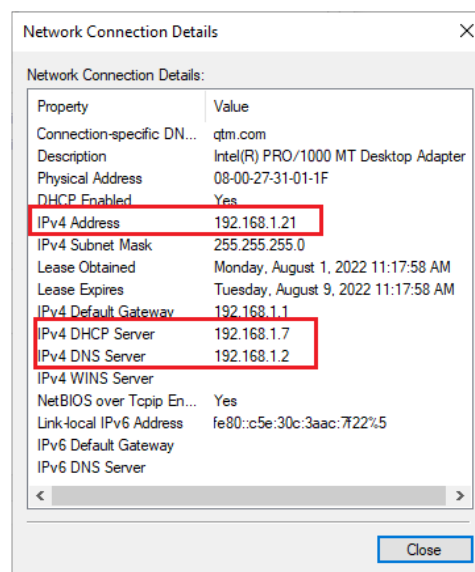 Network Connection Details
Network Connection Details:
Property Value
Connection-specific DN... qtm.com
Description Intel(R) PRO/1000 MT Desktop Adapter
Physical Address 08-00-27-31-01-1F
DHCP Enabled Yes
IPv4 Address 192.168.1.21
IPv4 Subnet Mask 255.255.255.0
Lease Obtained Monday, August 1, 2022 11:17:58 AM
Lease Expires Tuesday, August 9, 2022 11:17:58 AM
IPv4 Default Gateway 192.168.1.1
IPv4 DHCP Server 192.168.1.7
IPv4 DNS Server 192.168.1.2
IPv4 WINS Server
NetBIOS over Tcpip En... Yes
Link-local IPv6 Address fe80::c5e:30c:3aac:7f22%5
IPv6 Default Gateway
IPv6 DNS Server
Close